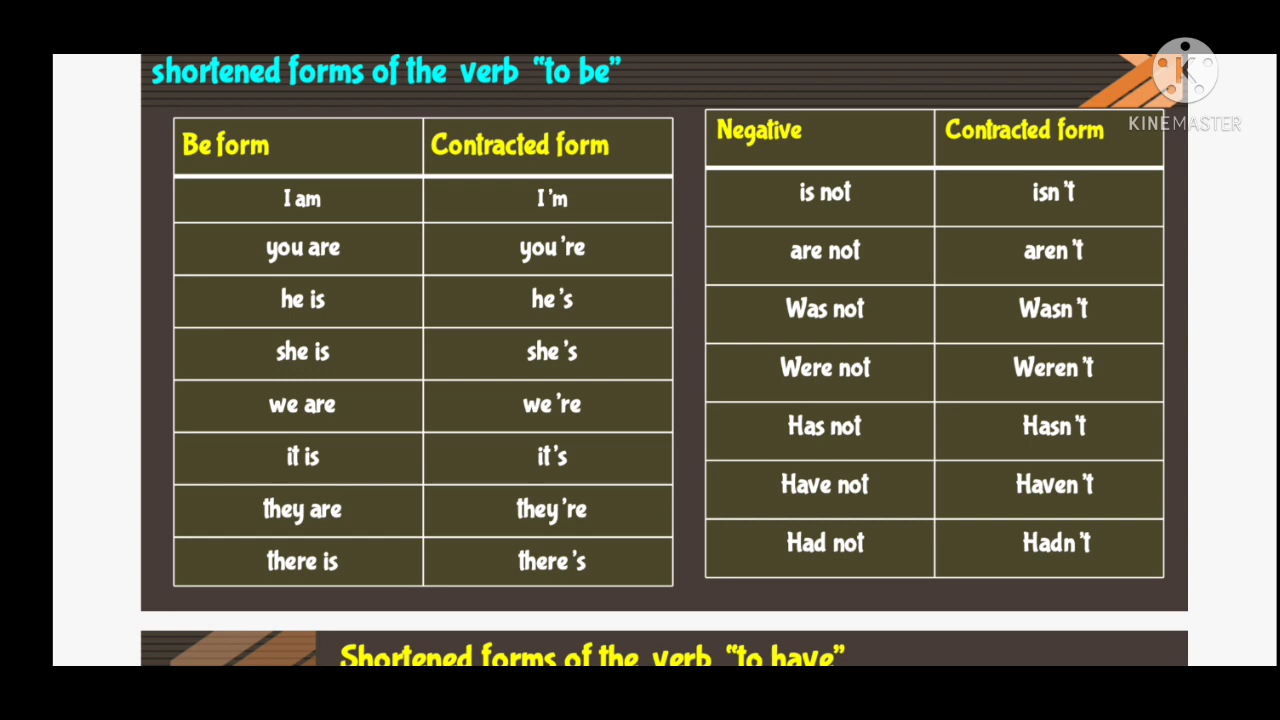 shortened forms of the verb “to be”
KINEMASTER
Be form Contracted form
I am I ’m
you are you ’re
he is he ’s
she is she ’s
we are we ’re
it is it ’s
they are they ’re
there is there ’s
Negative Contracted form
is not isn ’t
are not aren ’t
Was not Wasn ’t
Were not Weren ’t
Has not Hasn ’t
Have not Haven ’t
Had not Hadn ’t
Shortened forms of the verb “to have”